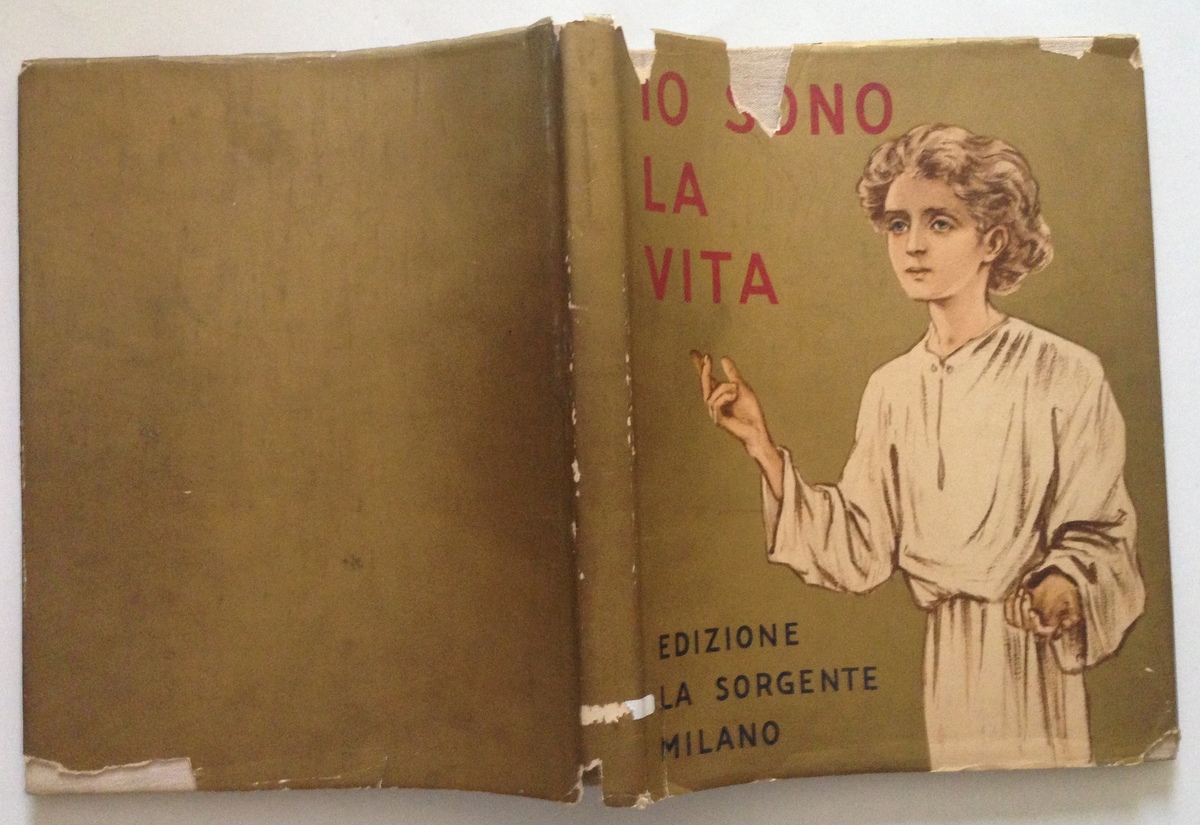 IO SONO
LA
VITA
EDIZIONE
LA SORGENTE
MILANO